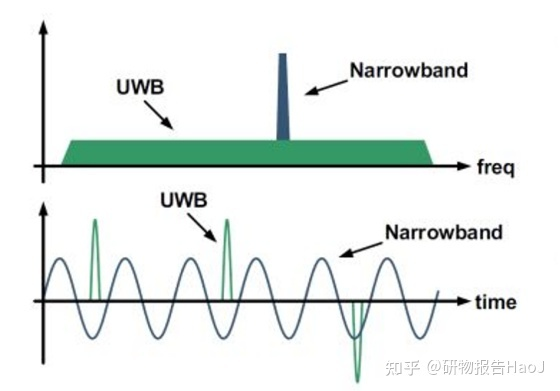 UWB
Narrowband
freq
UWB
Narrowband
time
知乎 @研物报告HaoJ